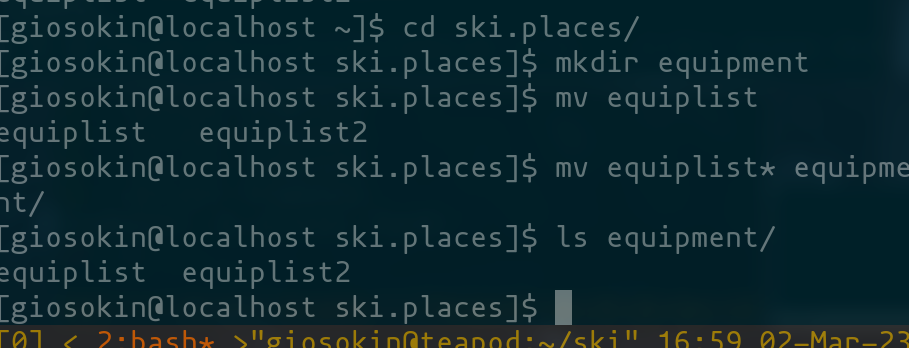 equiplist   equiplist2
[giosokin@localhost ~]$ cd ski.places/
[giosokin@localhost ski.places]$ mkdir equipment
[giosokin@localhost ski.places]$ mv equiplist
equiplist   equiplist2
[giosokin@localhost ski.places]$ mv equiplist* equipme
nt/
[giosokin@localhost ski.places]$ ls equipment/
equiplist  equiplist2
[giosokin@localhost ski.places]$
[0] < 2:bash* >"giosokin@teapod:~/ski" 16:59 02-Mar-23